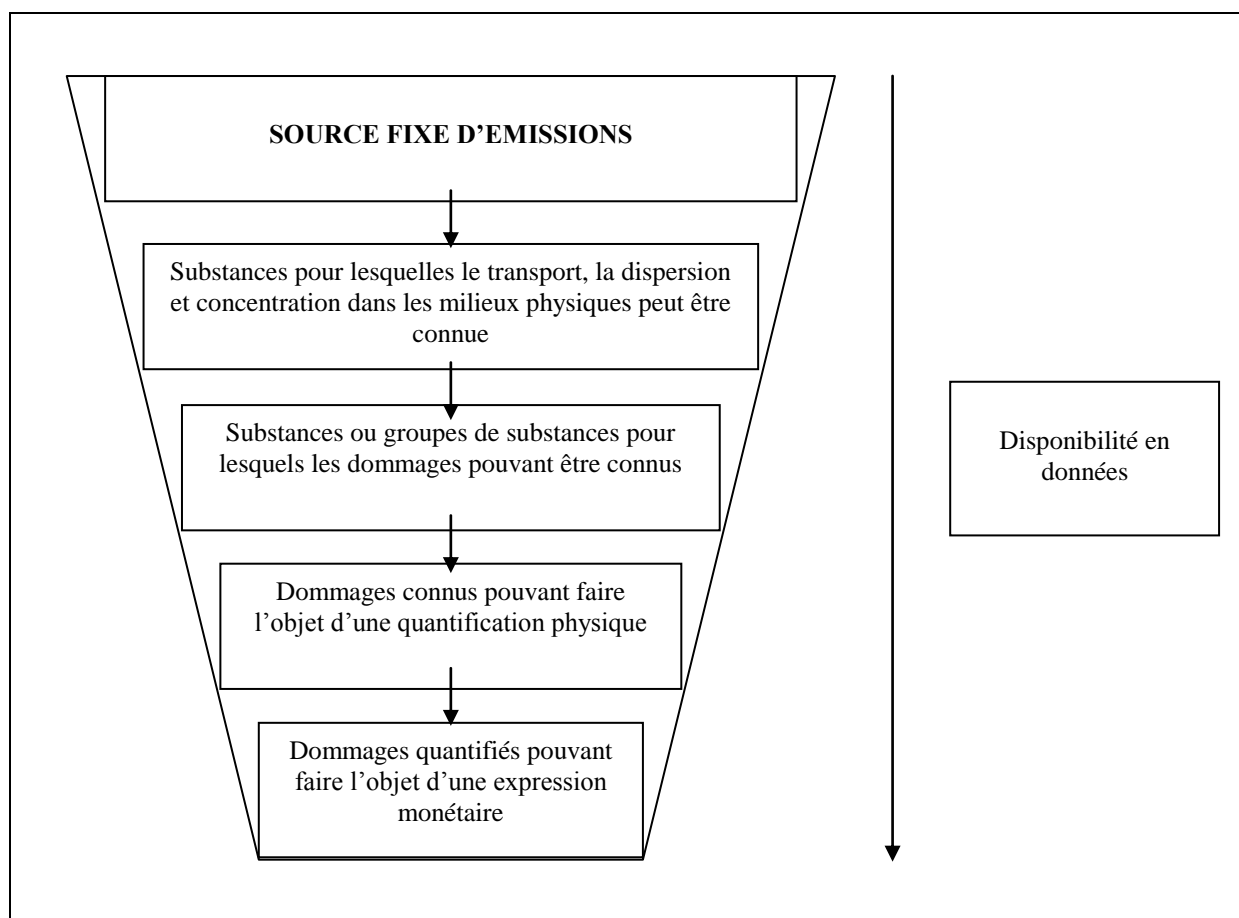 SOURCE FIXE D’EMISSIONS
Substances pour lesquelles le transport, la dispersion
et concentration dans les milieux physiques peut être
connue
Substances ou groupes de substances pour
lesquels les dommages pouvant être connus
Dommages connus pouvant faire
l’objet d’une quantification physique
Dommages quantifiés pouvant
faire l’objet d’une expression
monétaire
Disponibilité en
données